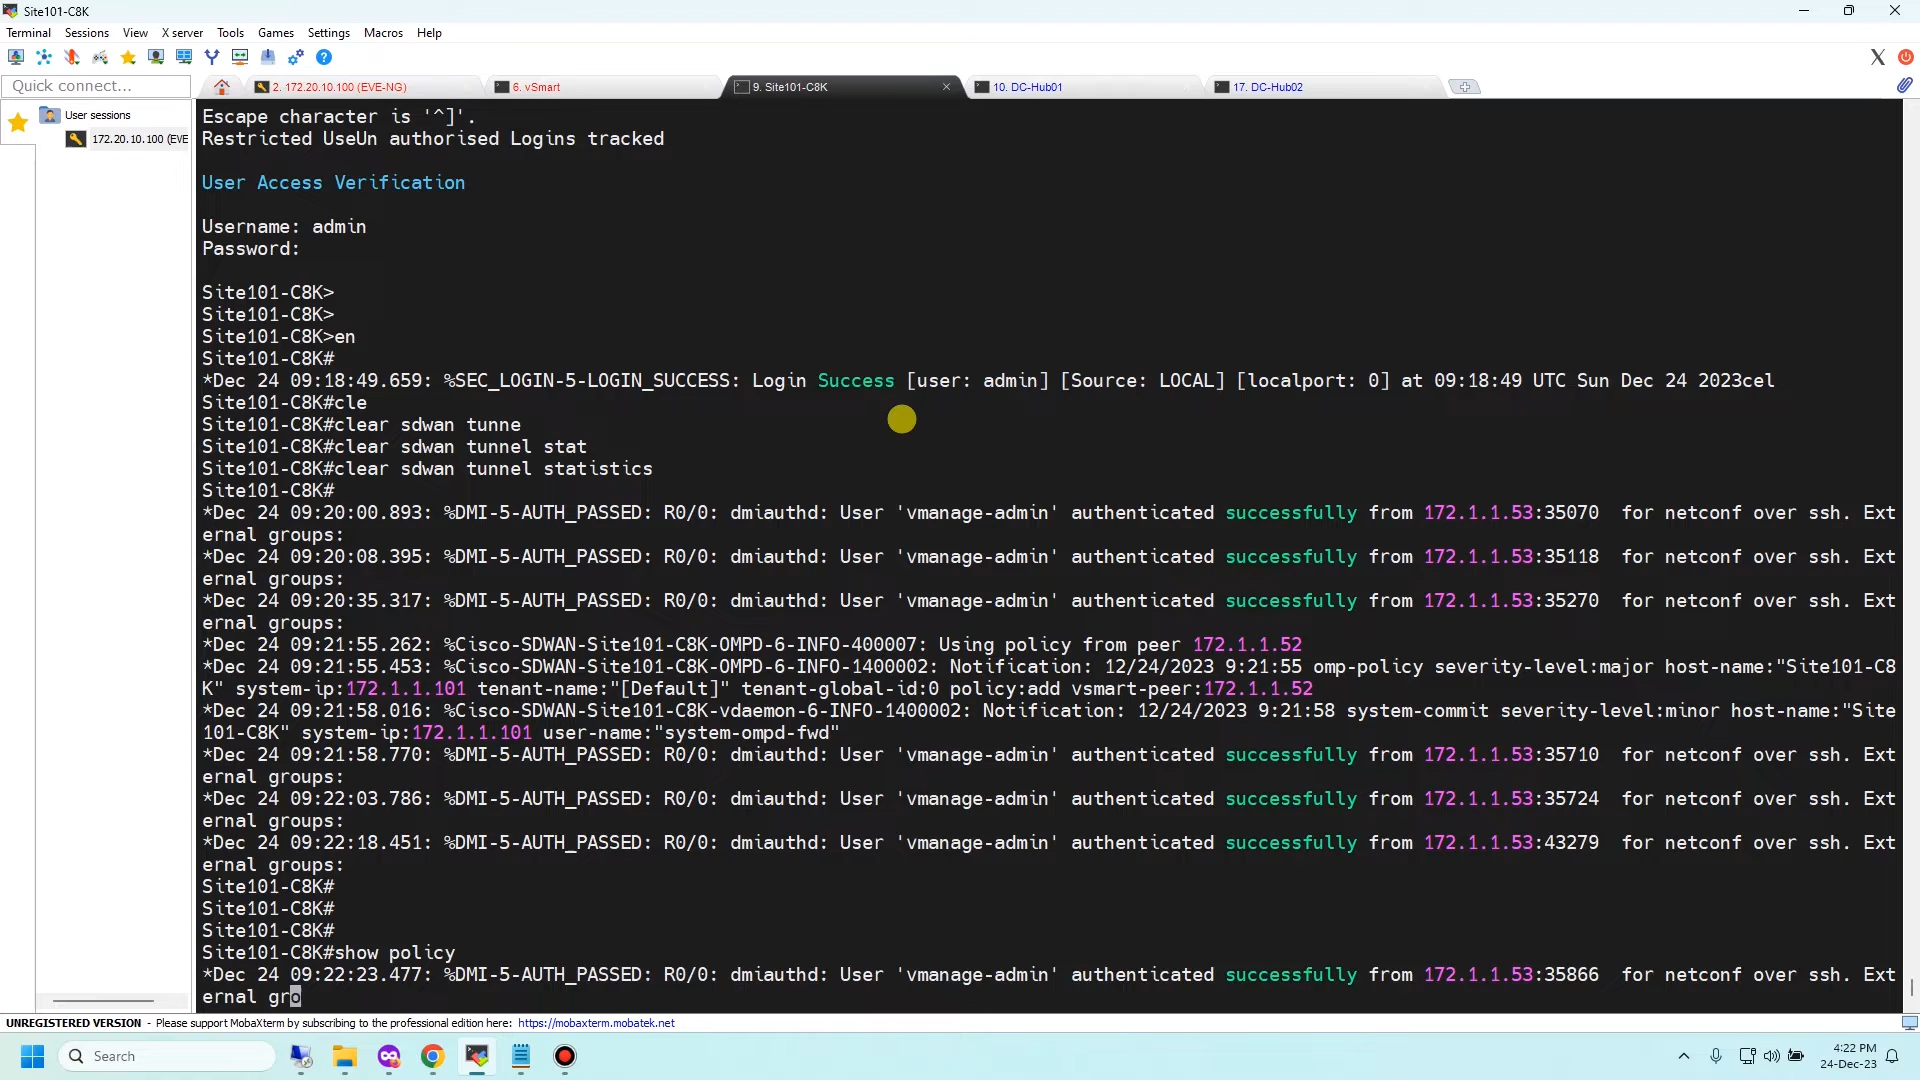 Site101-C8K
Terminal Sessions View X server Tools Games Settings Macros Help
Quick connect...
2. 172.20.10.100 (EVE-NG)
6. vSmart
9. Site101-C8K
10. DC-Hub01
17. DC-Hub02
User sessions
172.20.10.100 (EVE
Escape character is '^]'.
Restricted UseUn authorised Logins tracked
User Access Verification
Username: admin
Password:
Site101-C8K>
Site101-C8K>
Site101-C8K>en
Site101-C8K#
*Dec 24 09:18:49.659: %SEC_LOGIN-5-LOGIN_SUCCESS: Login Success [user: admin] [Source: LOCAL] [localport: 0] at 09:18:49 UTC Sun Dec 24 2023cel
Site101-C8K#cle
Site101-C8K#clear sdwan tunne
Site101-C8K#clear sdwan tunnel stat
Site101-C8K#clear sdwan tunnel statistics
Site101-C8K#
*Dec 24 09:20:00.893: %DMI-5-AUTH_PASSED: R0/0: dmiauthd: User 'vmanage-admin' authenticated successfully from 172.1.1.53:35070  for netconf over ssh. Ext
ernal groups:
*Dec 24 09:20:08.395: %DMI-5-AUTH_PASSED: R0/0: dmiauthd: User 'vmanage-admin' authenticated successfully from 172.1.1.53:35118  for netconf over ssh. Ext
ernal groups:
*Dec 24 09:20:35.317: %DMI-5-AUTH_PASSED: R0/0: dmiauthd: User 'vmanage-admin' authenticated successfully from 172.1.1.53:35270  for netconf over ssh. Ext
ernal groups:
*Dec 24 09:21:55.262: %Cisco-SDWAN-Site101-C8K-OMPD-6-INFO-400007: Using policy from peer 172.1.1.52
*Dec 24 09:21:55.453: %Cisco-SDWAN-Site101-C8K-OMPD-6-INFO-1400002: Notification: 12/24/2023 9:21:55 omp-policy severity-level:major host-name:"Site101-C8
K" system-ip:172.1.1.101 tenant-name:"[Default]" tenant-global-id:0 policy:add vsmart-peer:172.1.1.52
*Dec 24 09:21:58.016: %Cisco-SDWAN-Site101-C8K-vdaemon-6-INFO-1400002: Notification: 12/24/2023 9:21:58 system-commit severity-level:minor host-name:"Site
101-C8K" system-ip:172.1.1.101 user-name:"system-ompd-fwd"
*Dec 24 09:21:58.770: %DMI-5-AUTH_PASSED: R0/0: dmiauthd: User 'vmanage-admin' authenticated successfully from 172.1.1.53:35710  for netconf over ssh. Ext
ernal groups:
*Dec 24 09:22:03.786: %DMI-5-AUTH_PASSED: R0/0: dmiauthd: User 'vmanage-admin' authenticated successfully from 172.1.1.53:35724  for netconf over ssh. Ext
ernal groups:
*Dec 24 09:22:18.451: %DMI-5-AUTH_PASSED: R0/0: dmiauthd: User 'vmanage-admin' authenticated successfully from 172.1.1.53:43279  for netconf over ssh. Ext
ernal groups:
Site101-C8K#
Site101-C8K#
Site101-C8K#
Site101-C8K#show policy
*Dec 24 09:22:23.477: %DMI-5-AUTH_PASSED: R0/0: dmiauthd: User 'vmanage-admin' authenticated successfully from 172.1.1.53:35866  for netconf over ssh. Ext
ernal gro
UNREGISTERED VERSION - Please support MobaXterm by subscribing to the professional edition here: https://mobaxterm.mobatek.net
Search
4:22 PM
24-Dec-23